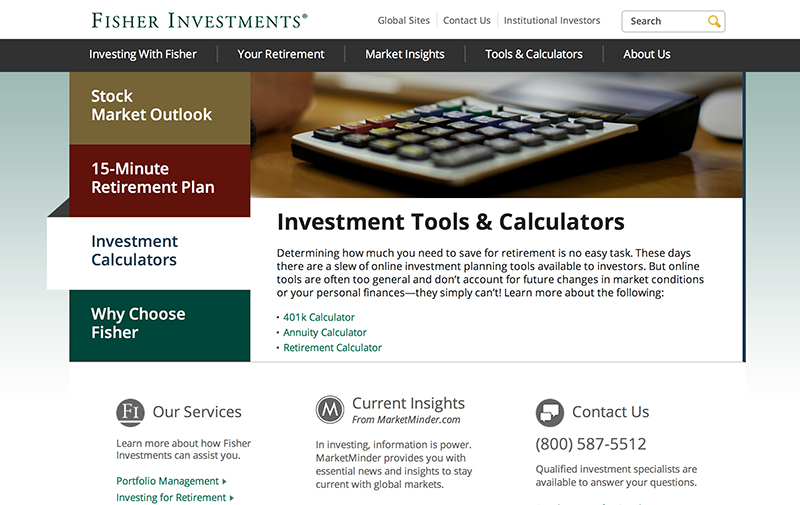 FISHER INVESTMENTS®
Global Sites
Contact Us
Institutional Investors
Search
Investing With Fisher
Your Retirement
Market Insights
Tools & Calculators
About Us
Stock
Market Outlook
15-Minute
Retirement Plan
Investment
Calculators
Why Choose
Fisher
Investment Tools & Calculators
Determining how much you need to save for retirement is no easy task. These days
there are a slew of online investment planning tools available to investors. But online
tools are often too general and don't account for future changes in market conditions
or your personal finances—they simply can't! Learn more about the following:
• 401k Calculator
• Annuity Calculator
• Retirement Calculator
FI
Our Services
Learn more about how Fisher
Investments can assist you.
Portfolio Management
Investing for Retirement
M
Current Insights
From MarketMinder.com
In investing, information is power.
MarketMinder provides you with
essential news and insights to stay
current with global markets.
Contact Us
(800) 587-5512
Qualified investment specialists are
available to answer your questions.